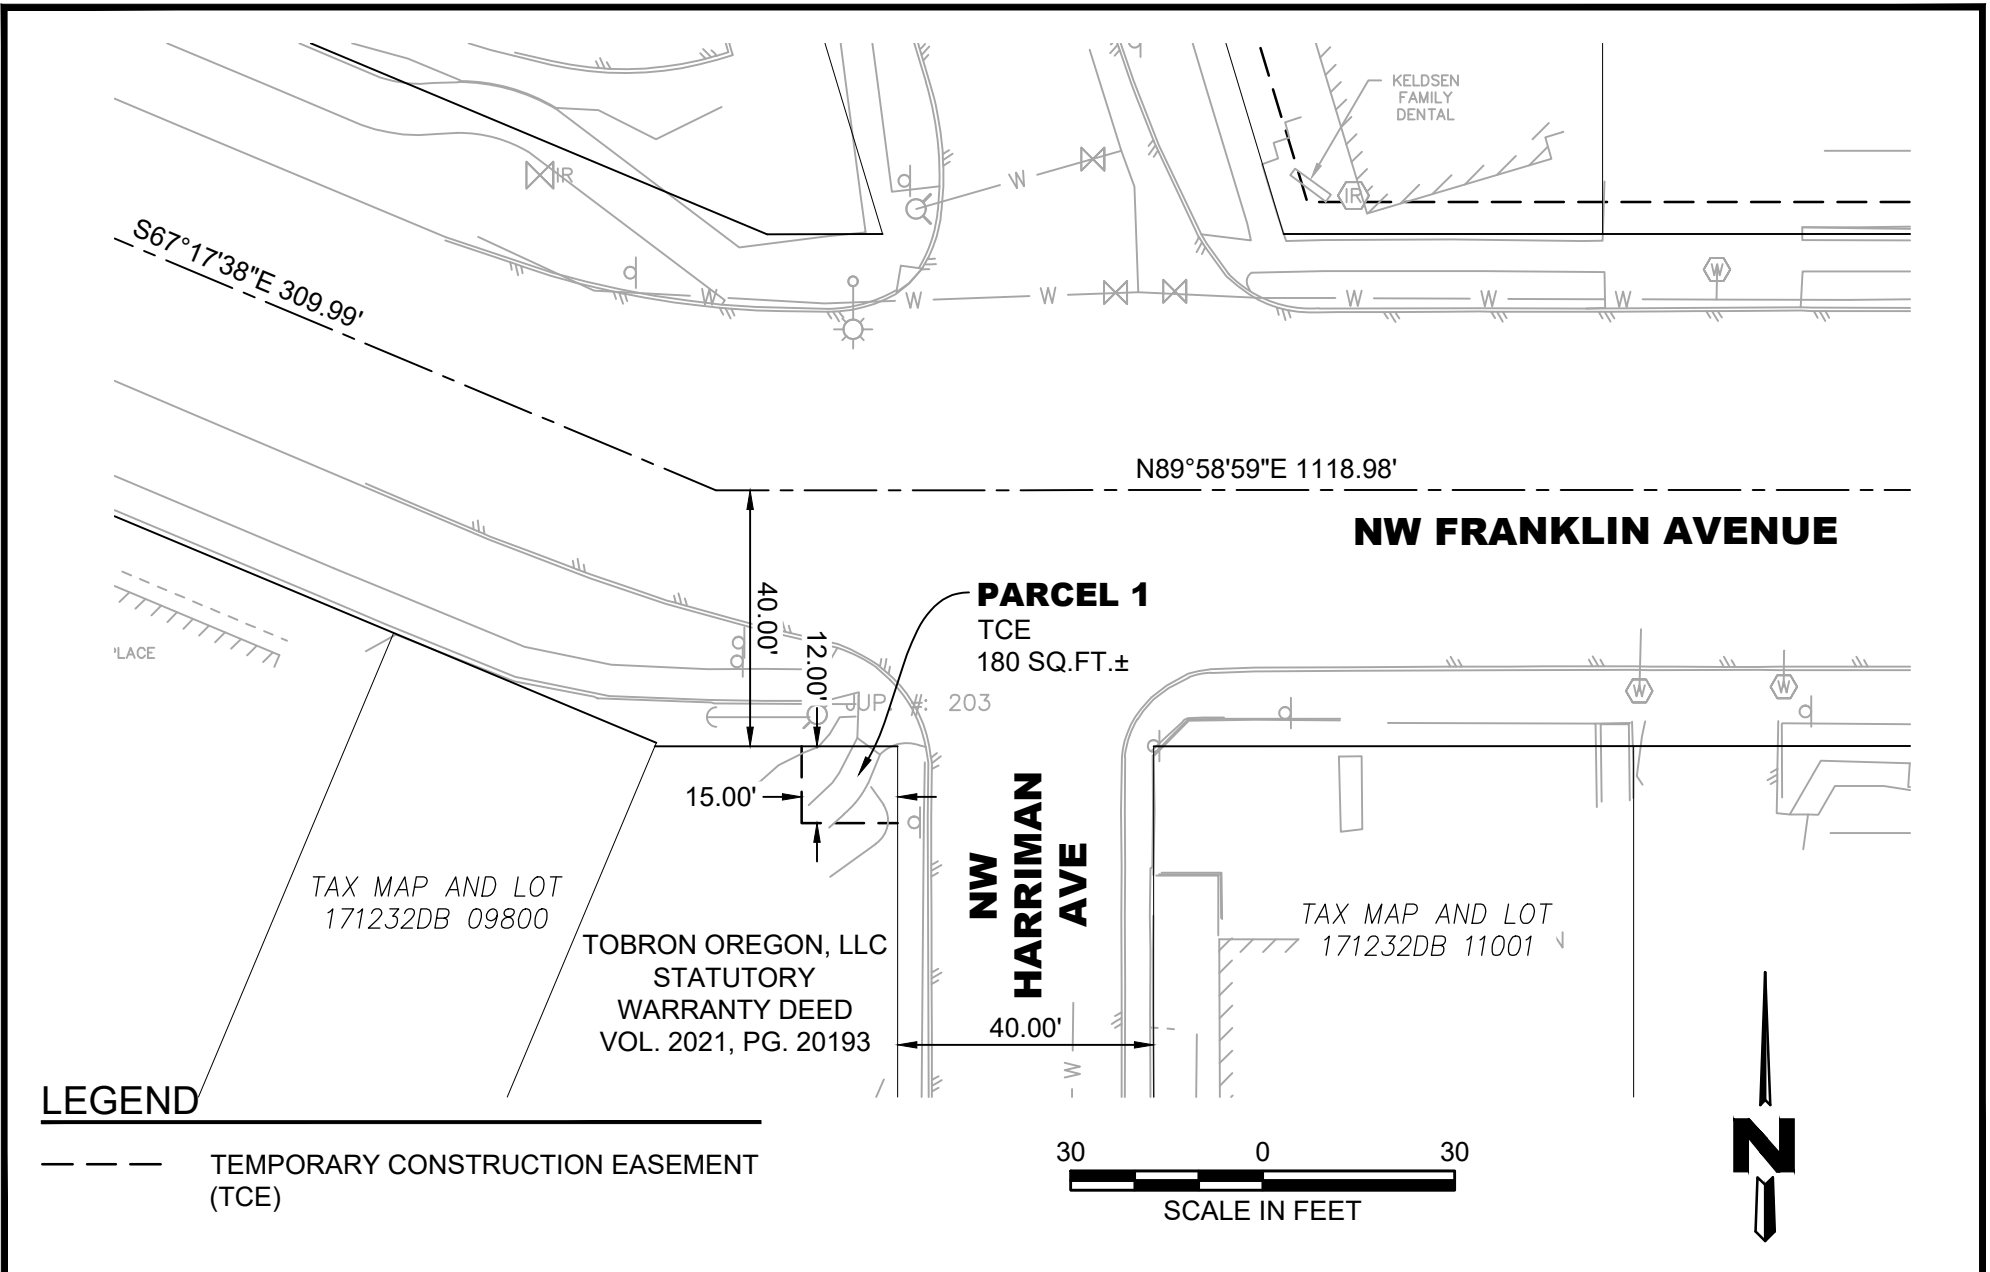 KELDSEN
FAMILY
DENTAL
IR
IR
W
S67°17'38"E 309.99'
W
W
W
W
W
W
W
N89°58'59"E 1118.98'
NW FRANKLIN AVENUE
40.00'
12.00'
PARCEL 1
TCE
180 SQ.FT.±
'LACE
JUP. #: 203
W
W
15.00'
NW
HARRIMAN
AVE
TAX MAP AND LOT
171232DB 09800
TAX MAP AND LOT
171232DB 11001
TOBRON OREGON, LLC
STATUTORY
WARRANTY DEED
VOL. 2021, PG. 20193
40.00'
W
LEGEND
TEMPORARY CONSTRUCTION EASEMENT
(TCE)
30 0 30
SCALE IN FEET
N